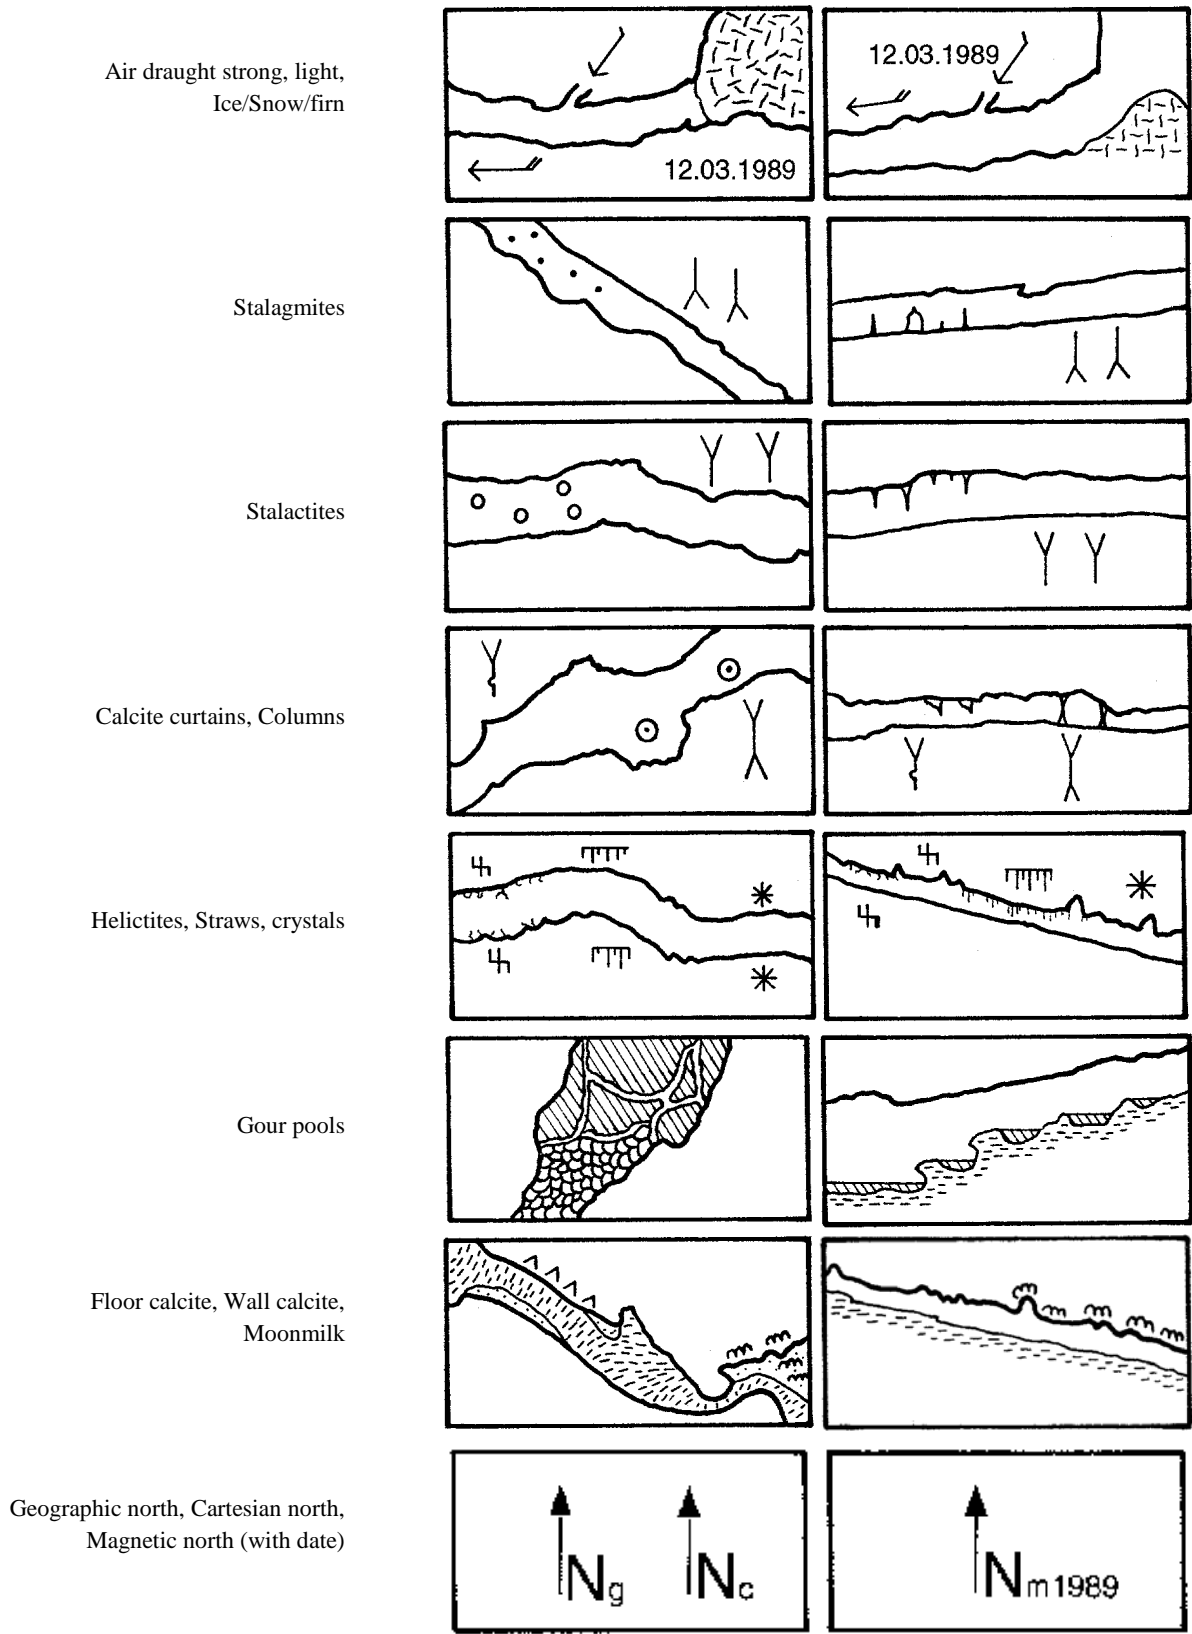 Air draught strong, light,
Ice/Snow/firn
12.03.1989
12.03.1989
Stalagmites
Stalactites
Calcite curtains, Columns
Helictites, Straws, crystals
Gour pools
Floor calcite, Wall calcite,
Moonmilk
Geographic north, Cartesian north,
Magnetic north (with date)
Ng
Nc
Nm1989